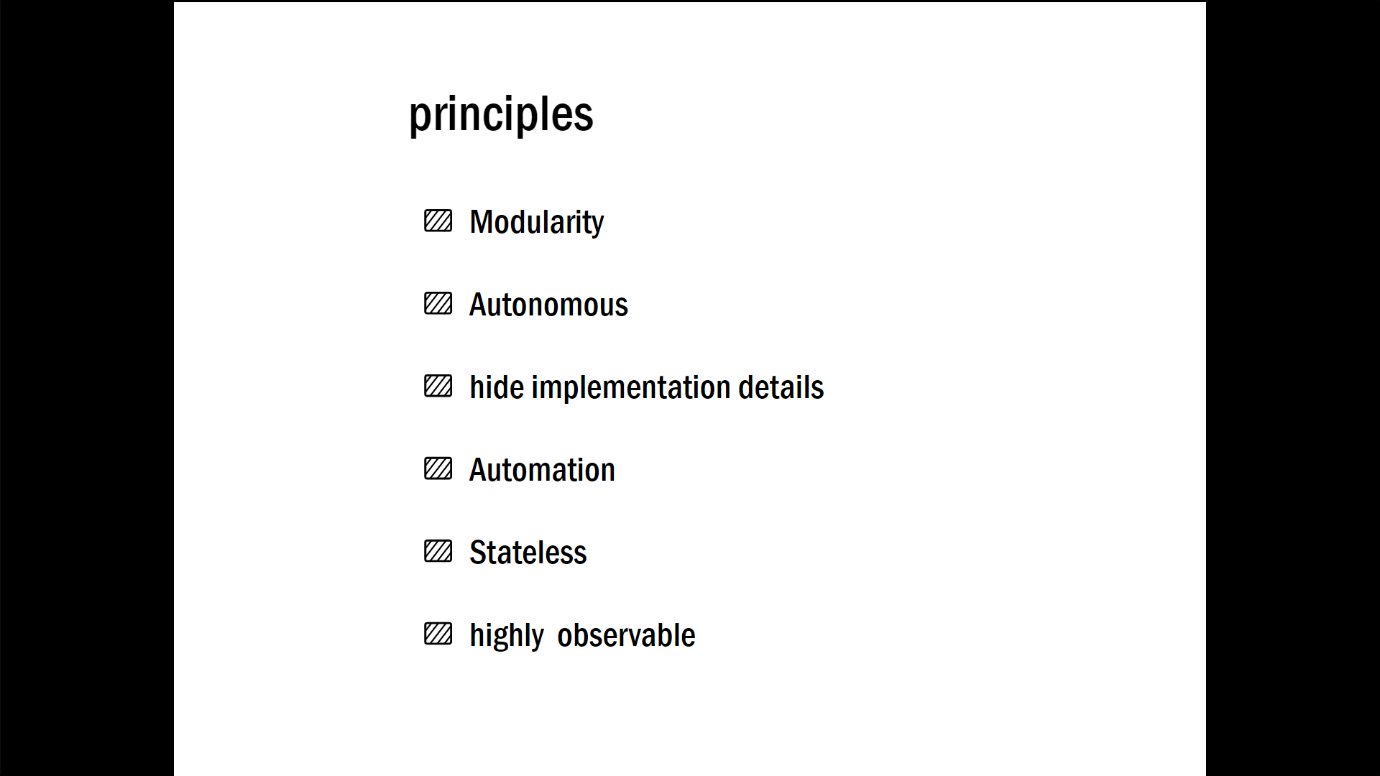 principles
Modularity
Autonomous
hide implementation details
Automation
Stateless
highly  observable